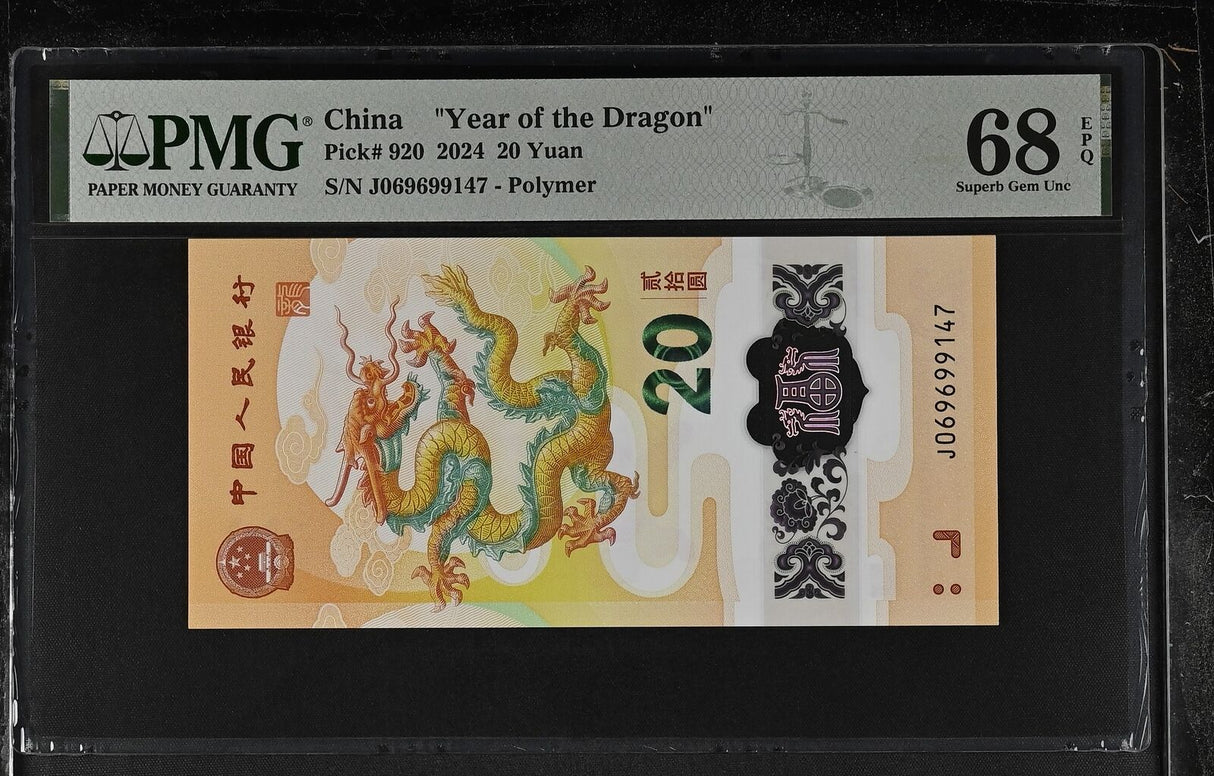 PMG®
PAPER MONEY GUARANTY
China "Year of the Dragon"
Pick# 920 2024 20 Yuan
S/N J069699147 - Polymer
68
EPQ
Superb Gem Unc
中国人民银行
贰拾圆
20
J069699147